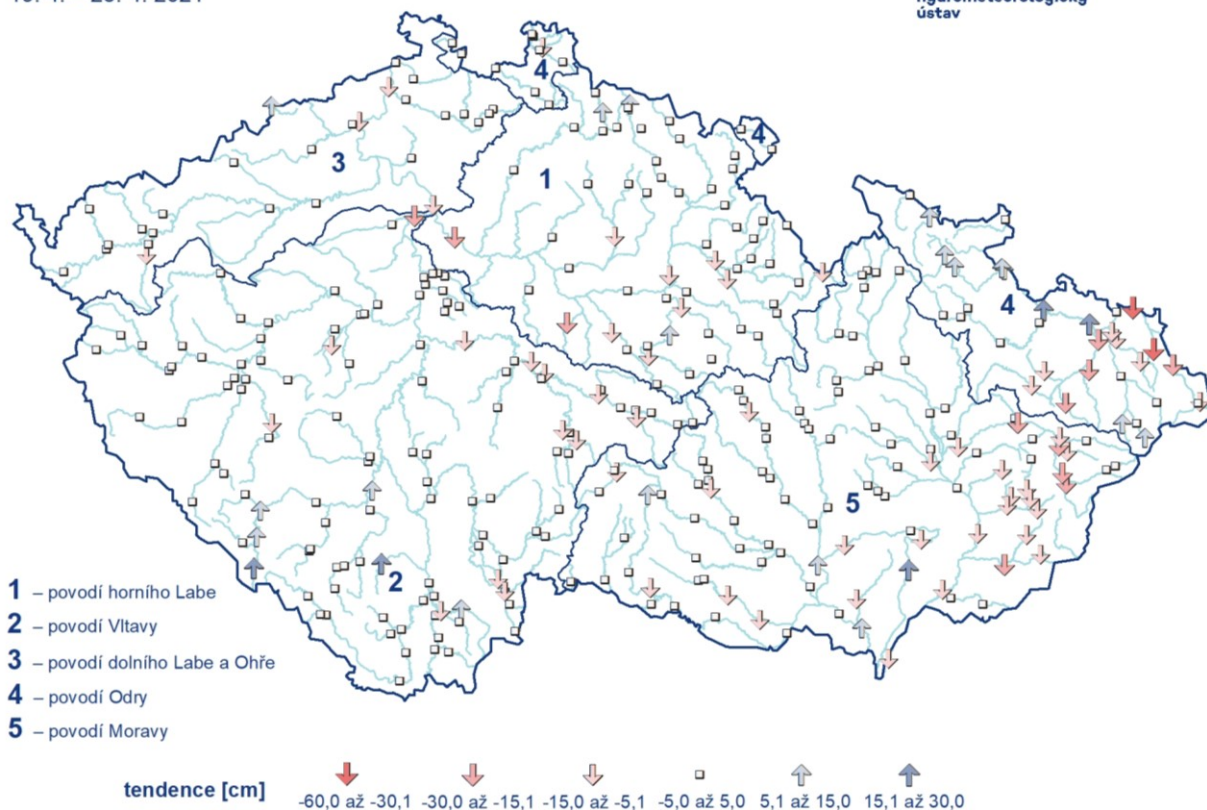 ústav
4
4
3
1
4
5
2
1 – povodí horního Labe
2 – povodí Vltavy
3 – povodí dolního Labe a Ohře
4 – povodí Odry
5 – povodí Moravy
tendence [cm]
-60,0 až -30,1 -30,0 až -15,1 -15,0 až -5,1 -5,0 až 5,0 5,1 až 15,0 15,1 až 30,0